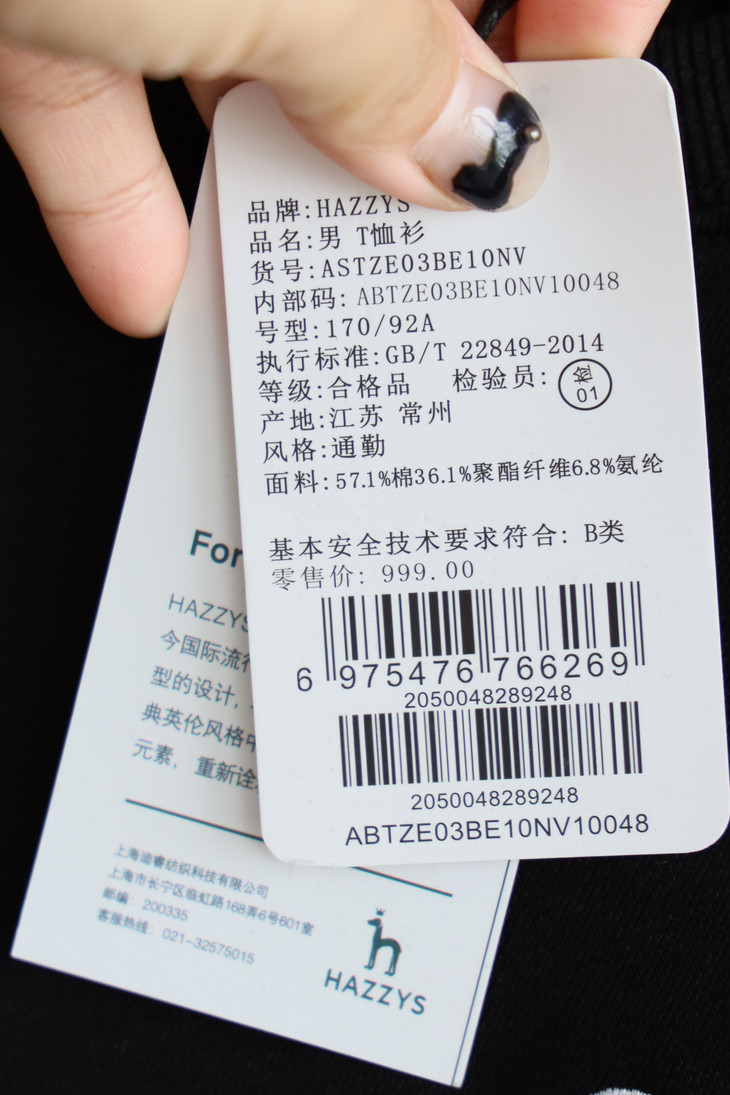 品牌:HAZZYS
品名:男 T恤衫
货号:ASTZE03BE10NV
内部码: ABTZE03BE10NV10048
号型:170/92A
执行标准:GB/T 22849-2014
等级:合格品 检验员: 检 01
产地:江苏 常州
风格:通勤
面料:57.1%棉36.1%聚酯纤维6.8%氨纶
基本安全技术要求符合: B类
零售价: 999.00
6 975476 766269
2050048289248
2050048289248
ABTZE03BE10NV10048
For
HAZZYS
今国际流行
型的设计,
典英伦风格中
元素, 重新诠
上海迪睿纺织科技有限公司
上海市长宁区临虹路168弄6号601室
邮编: 200335
客服热线: 021-32575015
HAZZYS